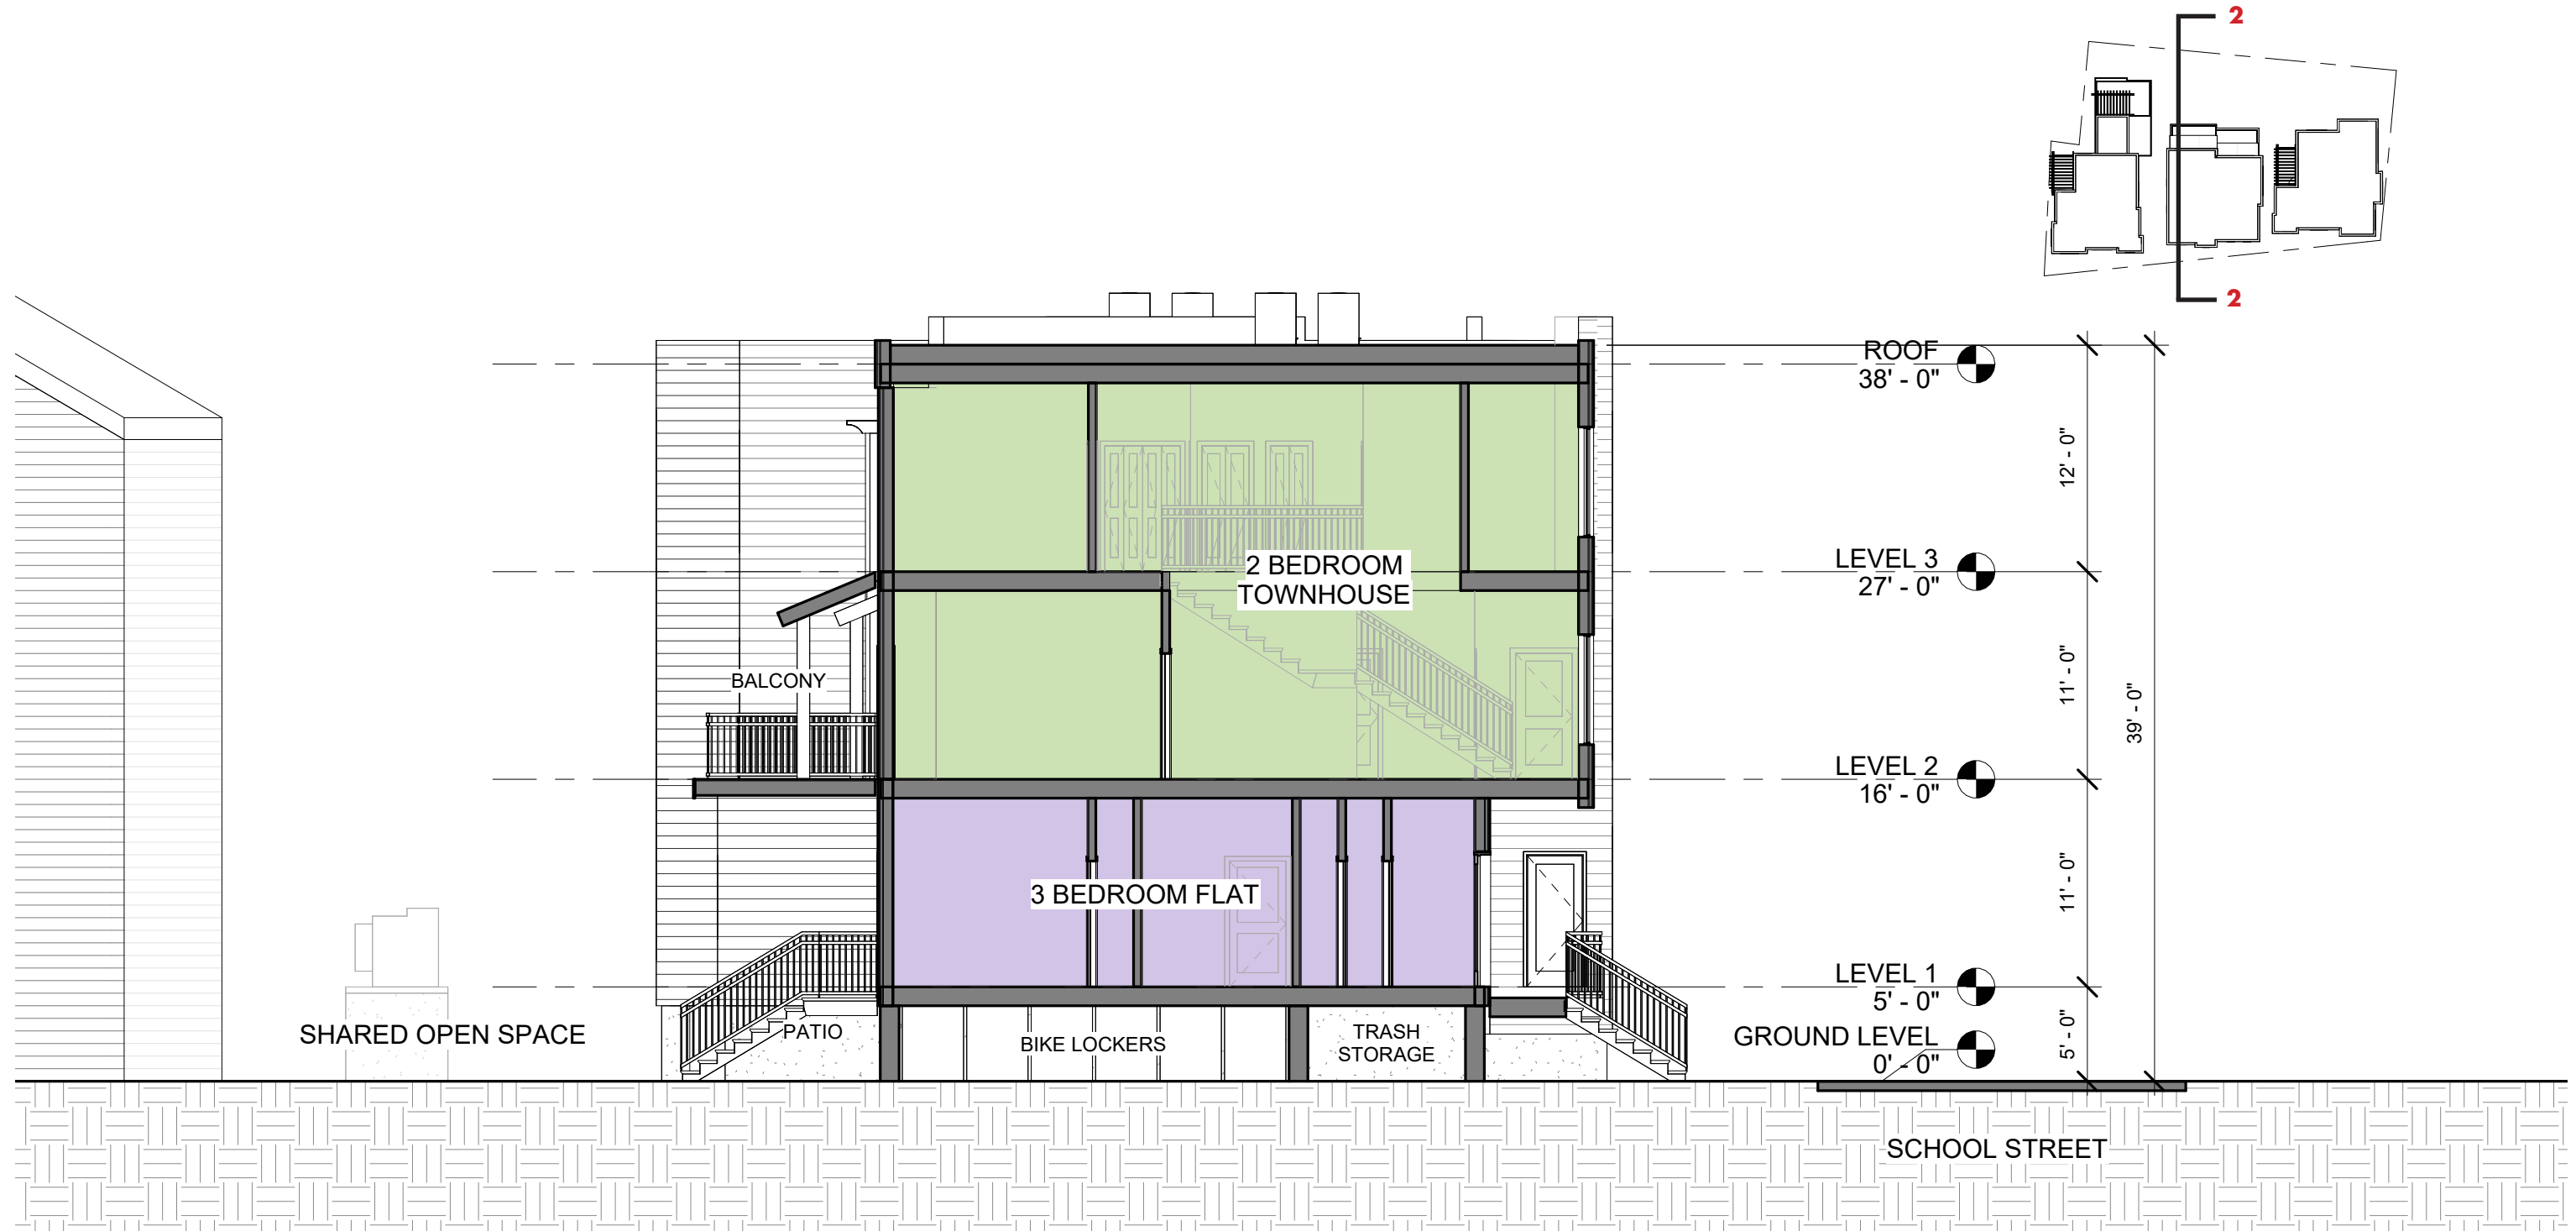 2
2
ROOF
38' - 0"
12' - 0"
2 BEDROOM
TOWNHOUSE
LEVEL 3
27' - 0"
BALCONY
11' - 0"
39' - 0"
LEVEL 2
16' - 0"
3 BEDROOM FLAT
11' - 0"
LEVEL 1
5' - 0"
SHARED OPEN SPACE
PATIO
BIKE LOCKERS
TRASH
STORAGE
GROUND LEVEL
0' - 0"
5' - 0"
SCHOOL STREET